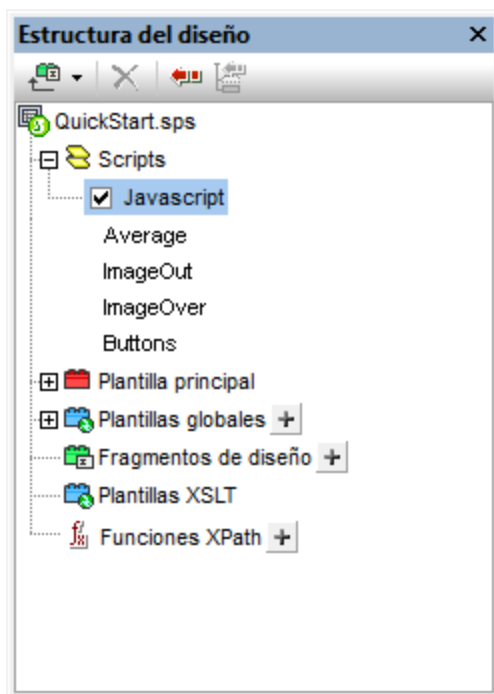 Estructura del diseño
QuickStart.sps
Scripts
Javascript
Average
ImageOut
ImageOver
Buttons
Plantilla principal
Plantillas globales
Fragmentos de diseño
Plantillas XSLT
Funciones XPath